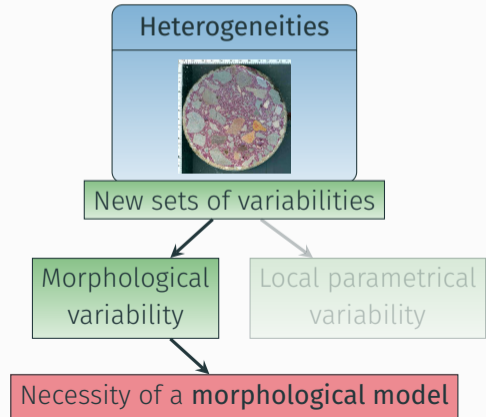 Heterogeneities
New sets of variabilities
Morphological
variability
Local parametrical
variability
Necessity of a morphological model